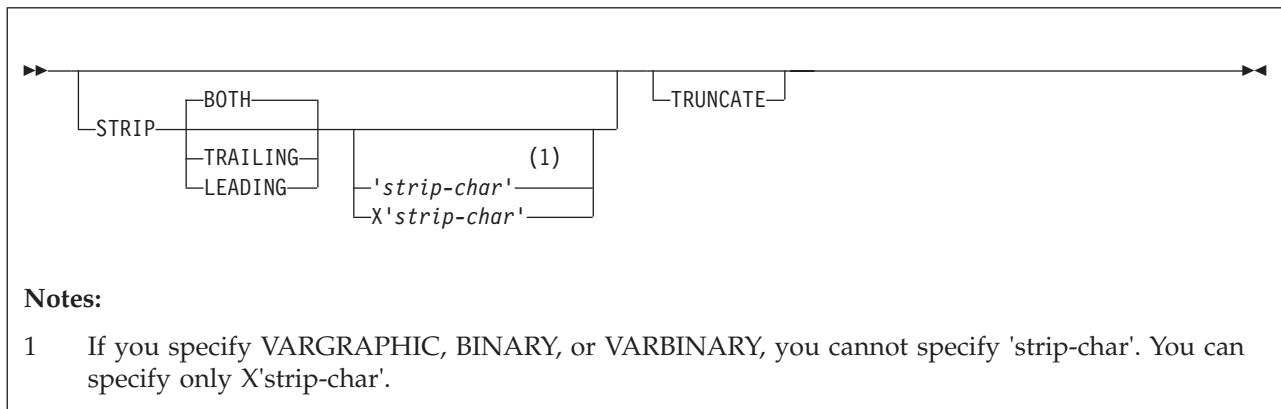 BOTH
TRUNCATE
STRIP
TRAILING
(1)
LEADING
'strip-char'
X'strip-char'
Notes:
1 If you specify VARGRAPHIC, BINARY, or VARBINARY, you cannot specify 'strip-char'. You can
specify only X'strip-char'.